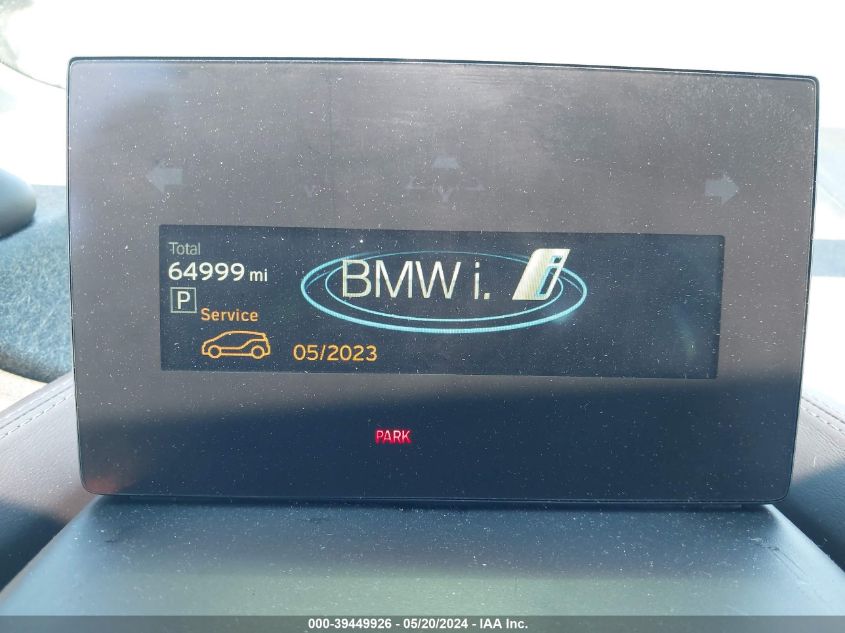 Total
64999 mi
BMW i. i
P
Service
05/2023
PARK
000-39449926 - 05/20/2024 - IAA Inc.